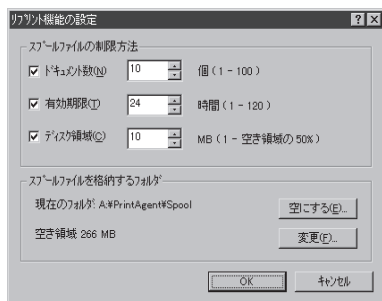 ﾘﾌﾟﾘﾝﾄ機能の設定
ｽﾌﾟｰﾙﾌｧｲﾙの制限方法
ﾄﾞｷｭﾒﾝﾄ数(N) 10 個 ( 1 - 100 )
有効期限(T) 24 時間 ( 1 - 120 )
ﾃﾞｨｽｸ領域(C) 10 MB ( 1 - 空き領域の 50% )
ｽﾌﾟｰﾙﾌｧｲﾙを格納するﾌｫﾙﾀﾞ
現在のﾌｫﾙﾀﾞ: A:¥PrintAgent¥Spool 空にする(E)...
空き領域 266 MB 変更(F)...
OK ｷｬﾝｾﾙ